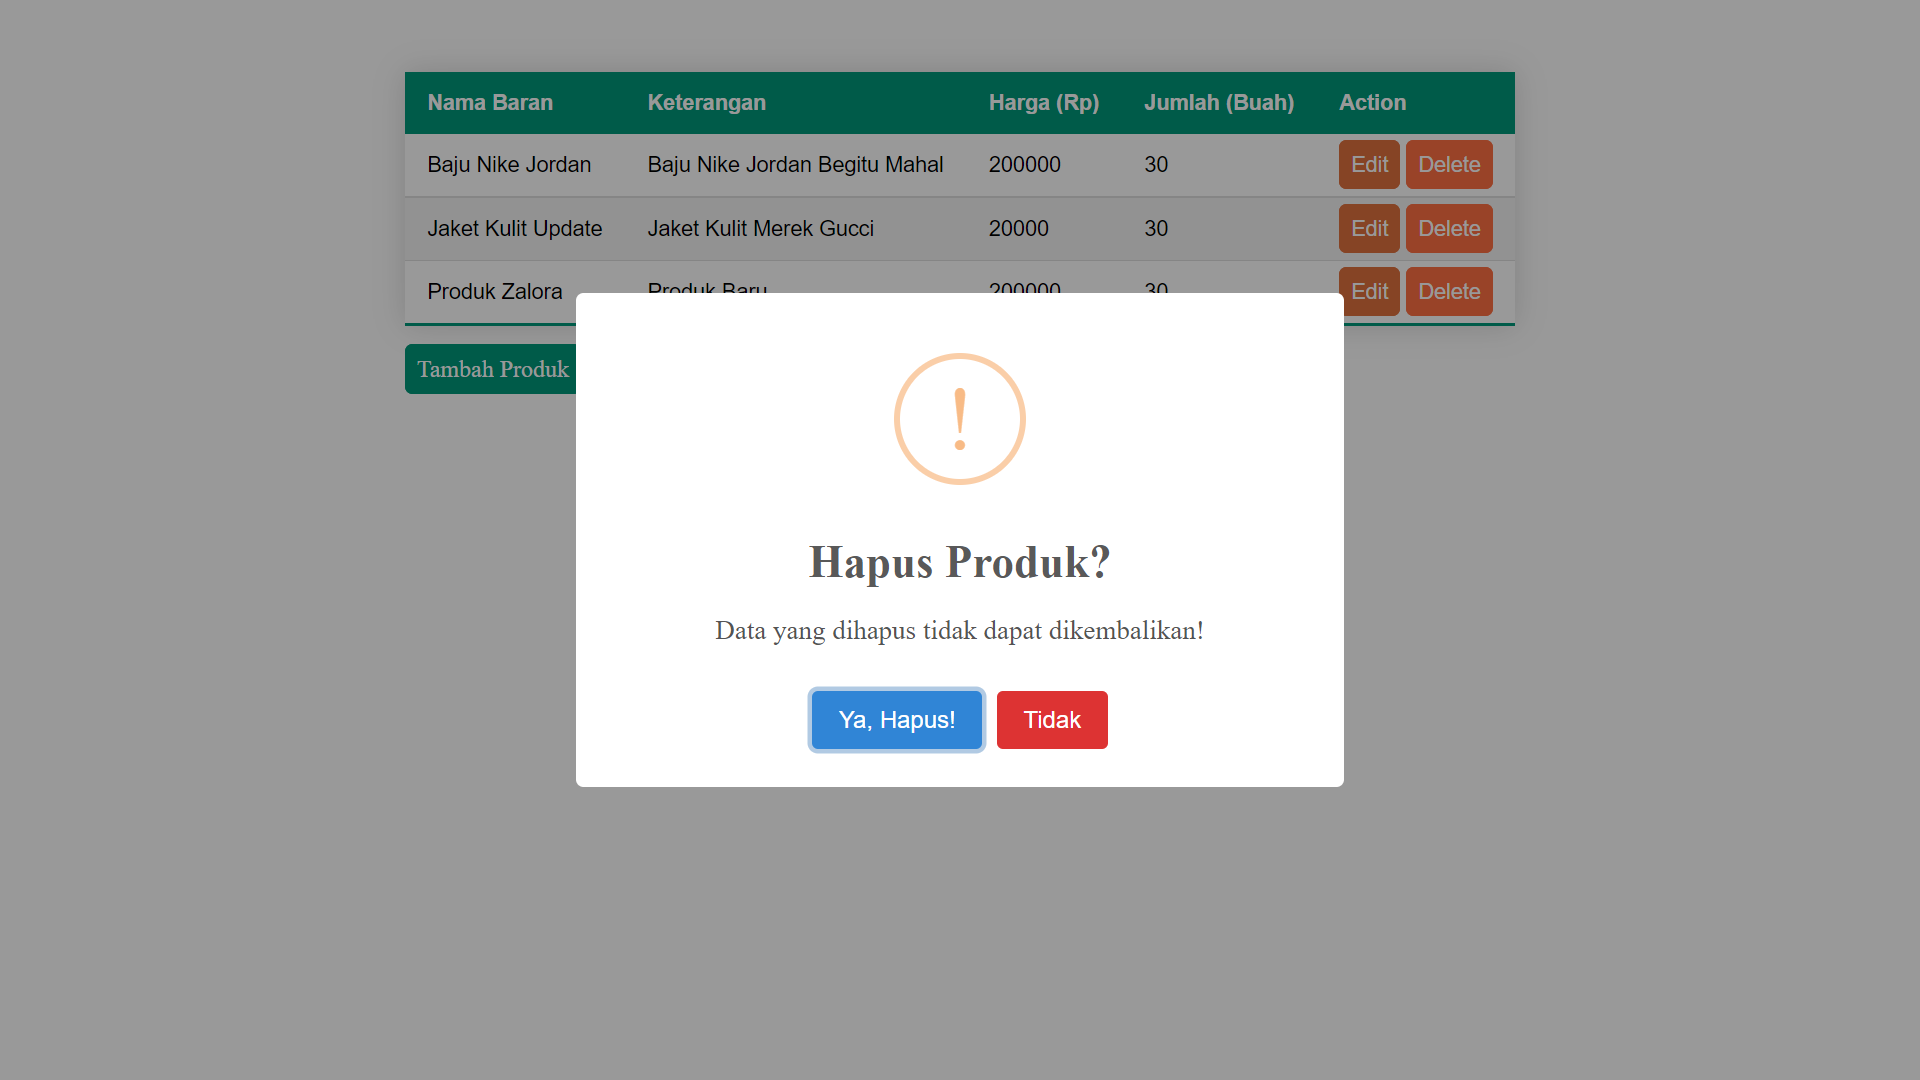 Nama Baran Keterangan Harga (Rp) Jumlah (Buah) Action
Baju Nike Jordan Baju Nike Jordan Begitu Mahal 200000 30 Edit Delete
Jaket Kulit Update Jaket Kulit Merek Gucci 20000 30 Edit Delete
Produk Zalora Produk Baru 200000 30 Edit Delete
Tambah Produk
!
Hapus Produk?
Data yang dihapus tidak dapat dikembalikan!
Ya, Hapus! Tidak